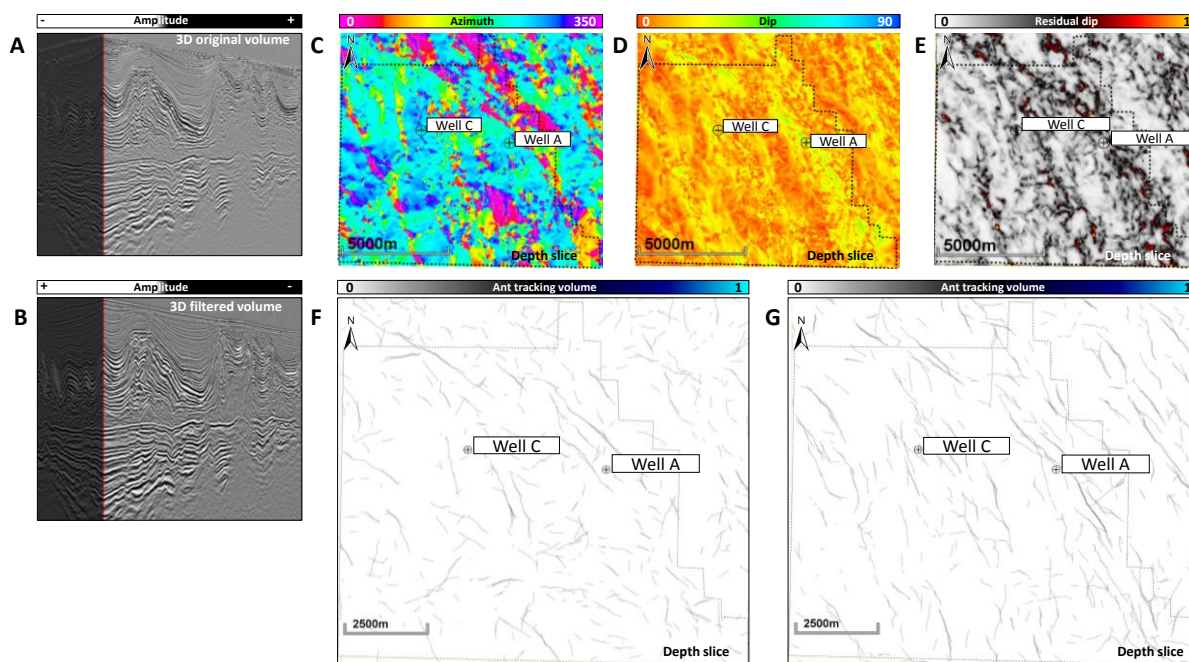 A
- Amplitude +
3D original volume
C
0 Azimuth 350
N
Well C
Well A
5000m
Depth slice
D
0 Dip 90
N
Well C
Well A
5000m
Depth slice
E
0 Residual dip 1
N
Well C
Well A
5000m
Depth slice
B
+ Amplitude -
3D filtered volume
F
0 Ant tracking volume 1
N
Well C
Well A
2500m
Depth slice
G
0 Ant tracking volume 1
N
Well C
Well A
2500m
Depth slice